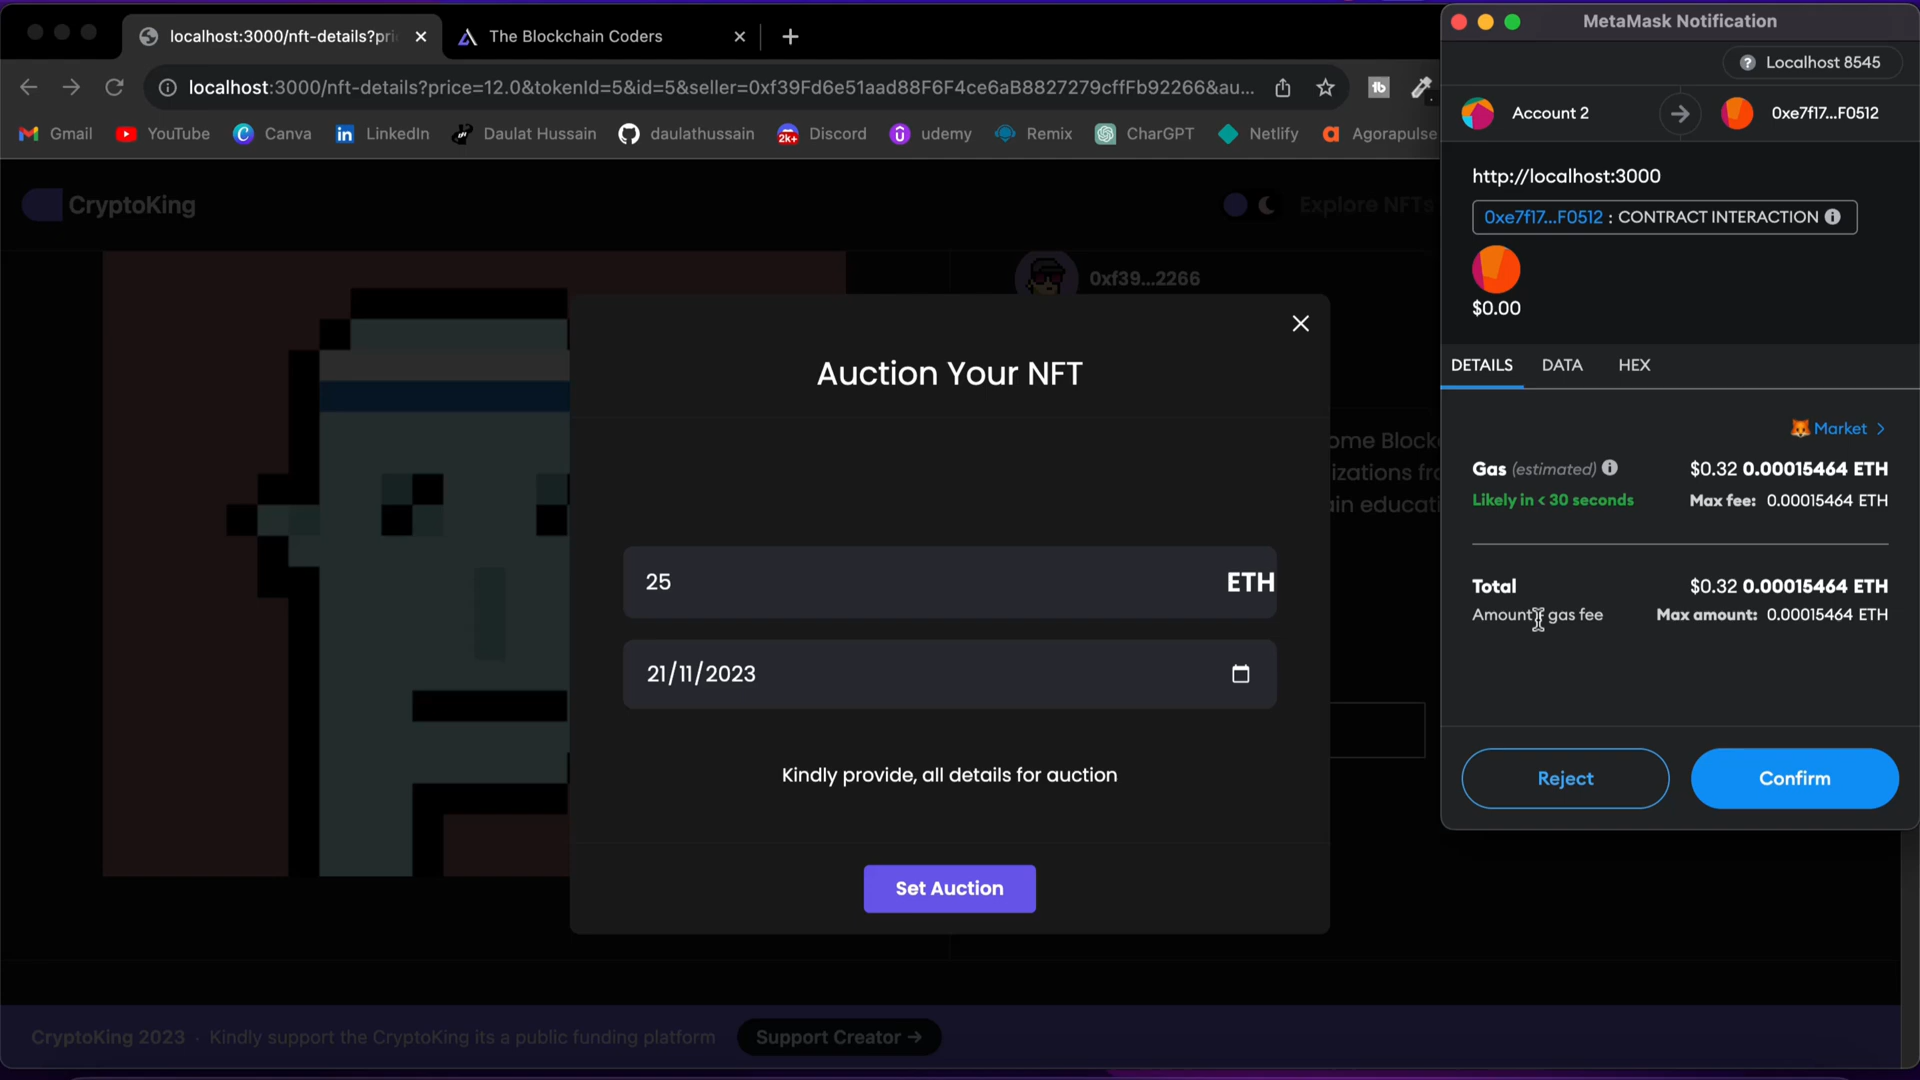 localhost:3000/nft-details?pri
The Blockchain Coders
localhost:3000/nft-details?price=12.0&tokenId=5&id=5&seller=0xf39Fd6e51aad88F6F4ce6aB8827279cffFb92266&au...
Gmail
YouTube
Canva
LinkedIn
Daulat Hussain
daulathussain
Discord
udemy
Remix
CharGPT
Netlify
Agorapulse
CryptoKing
Explore NFTs
0xf39...2266
ome Block
izations fro
in educati
Auction Your NFT
25
ETH
21/11/2023
Kindly provide, all details for auction
Set Auction
CryptoKing 2023 · Kindly support the CryptoKing its a public funding platform
Support Creator →
MetaMask Notification
Localhost 8545
Account 2
0xe7f17...F0512
http://localhost:3000
0xe7f17...F0512 : CONTRACT INTERACTION
$0.00
DETAILS
DATA
HEX
Market >
Gas (estimated) $0.32 0.00015464 ETH
Likely in < 30 seconds Max fee: 0.00015464 ETH
Total $0.32 0.00015464 ETH
Amount gas fee Max amount: 0.00015464 ETH
Reject
Confirm